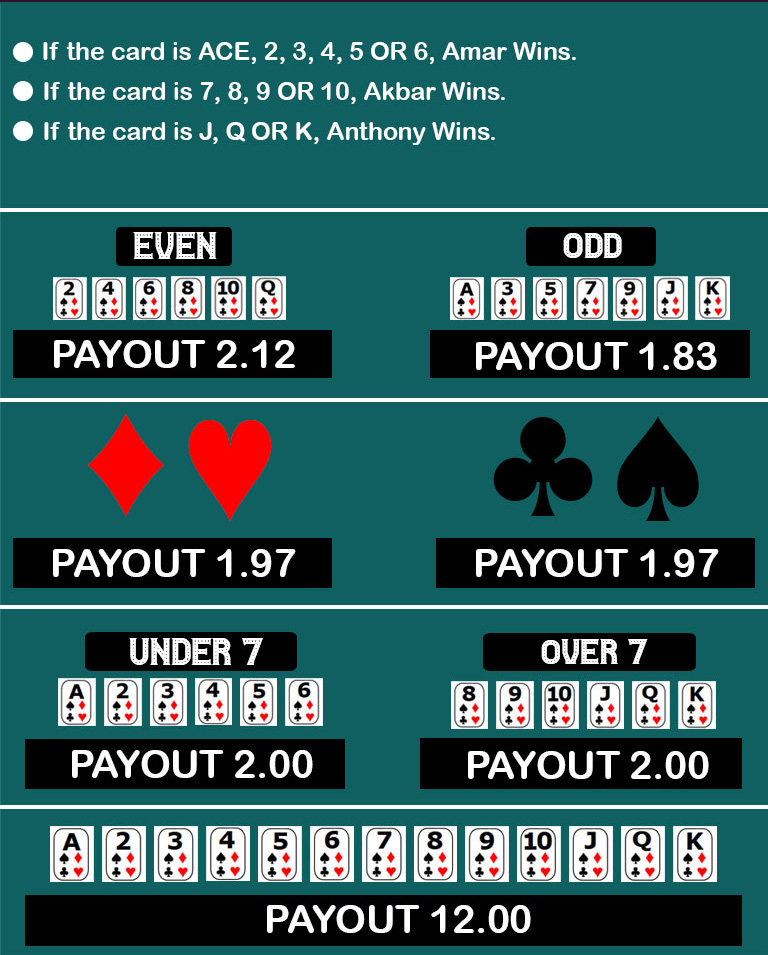 If the card is ACE, 2, 3, 4, 5 OR 6, Amar Wins.
If the card is 7, 8, 9 OR 10, Akbar Wins.
If the card is J, Q OR K, Anthony Wins.
EVEN
2 4 6 8 10 Q
PAYOUT 2.12
ODD
A 3 5 7 9 J K
PAYOUT 1.83
PAYOUT 1.97
PAYOUT 1.97
UNDER 7
A 2 3 4 5 6
PAYOUT 2.00
OVER 7
8 9 10 J Q K
PAYOUT 2.00
A 2 3 4 5 6 7 8 9 10 J Q K
PAYOUT 12.00